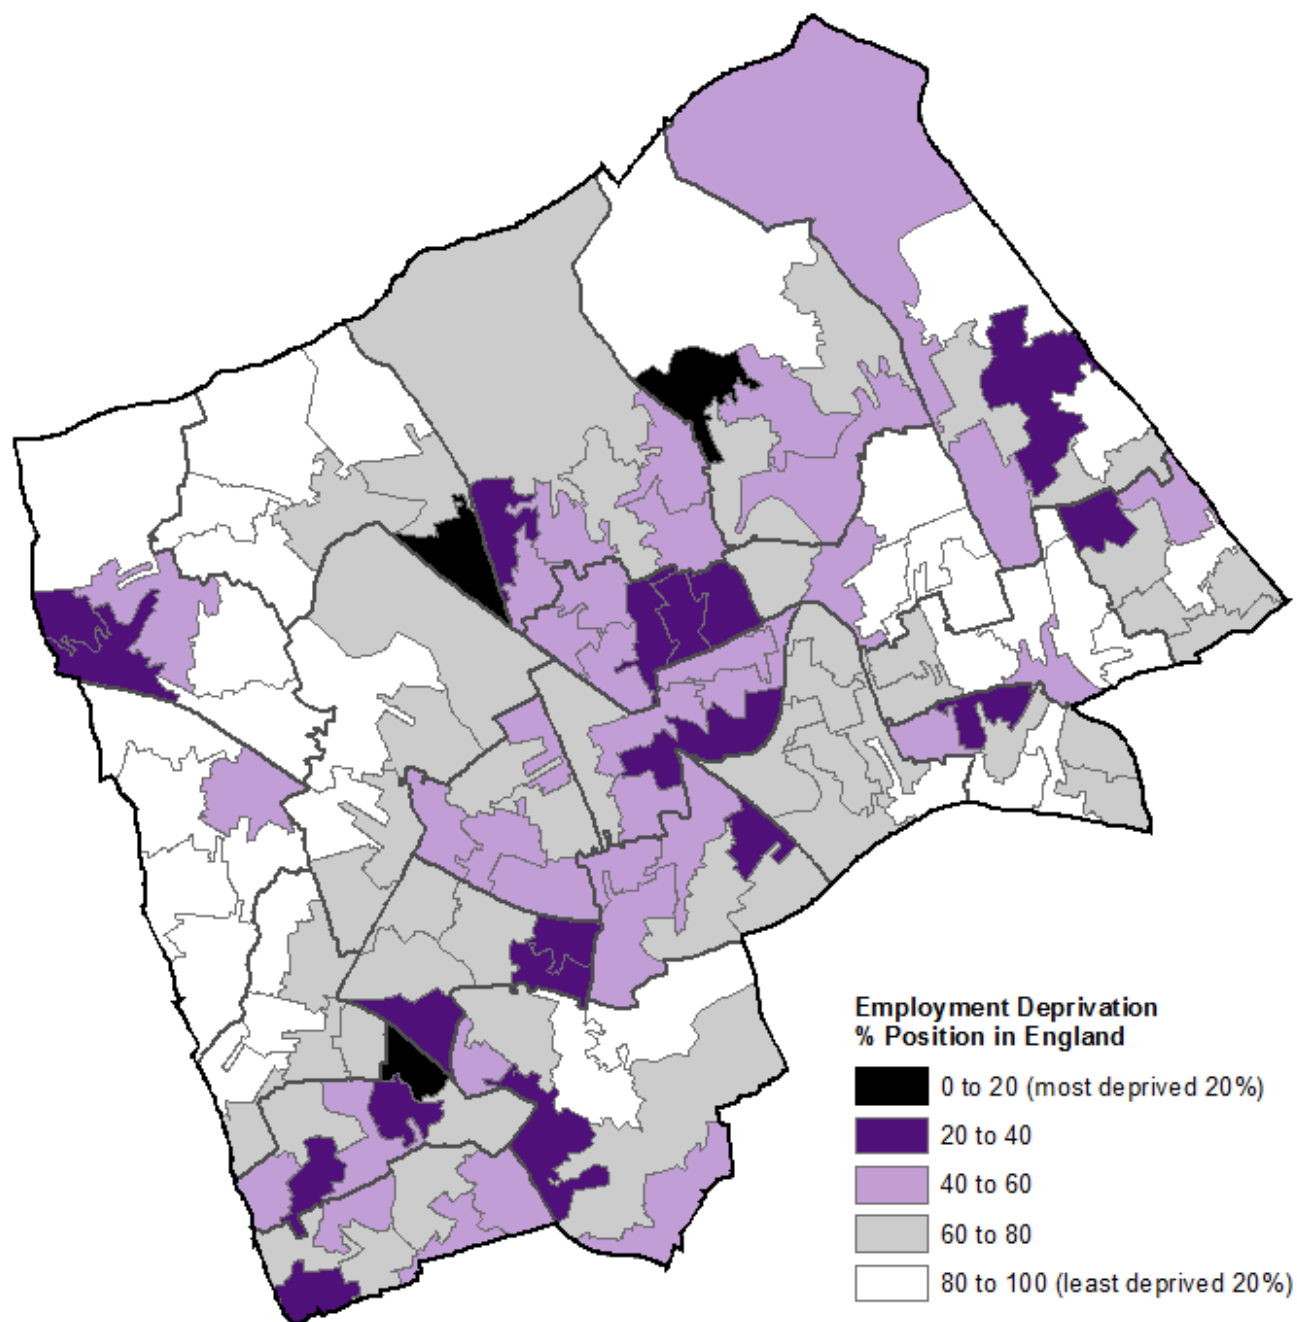 Employment Deprivation
% Position in England
0 to 20 (most deprived 20%)
20 to 40
40 to 60
60 to 80
80 to 100 (least deprived 20%)